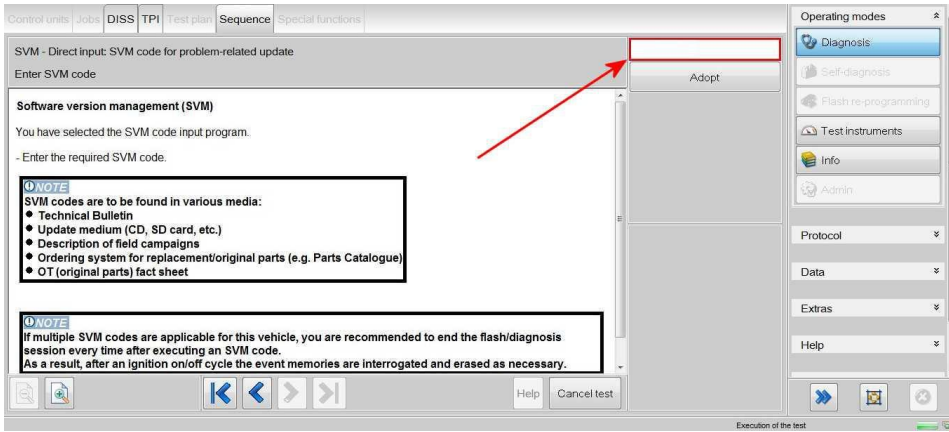 Control units Jobs DISS TPI Test plan Sequence Special functions
SVM - Direct input: SVM code for problem-related update
Enter SVM code
Adopt
Software version management (SVM)
You have selected the SVM code input program.
- Enter the required SVM code.
NOTE
SVM codes are to be found in various media:
● Technical Bulletin
● Update medium (CD, SD card, etc.)
● Description of field campaigns
● Ordering system for replacement/original parts (e.g. Parts Catalogue)
● OT (original parts) fact sheet
NOTE
If multiple SVM codes are applicable for this vehicle, you are recommended to end the flash/diagnosis
session every time after executing an SVM code.
As a result, after an ignition on/off cycle the event memories are interrogated and erased as necessary.
Help Cancel test
Operating modes
Diagnosis
Self-diagnosis
Flash re-programming
Test instruments
Info
Admin
Protocol
Data
Extras
Help
Execution of the test